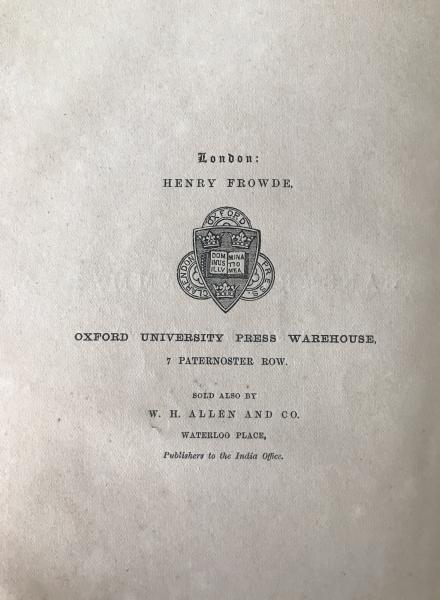 London:
HENRY FROWDE,
OXFORD
CLARENDON
PRESS
DOM MINA
INUS TIO
ILLV MEA
OXFORD UNIVERSITY PRESS WAREHOUSE,
7 PATERNOSTER ROW.
SOLD ALSO BY
W. H. ALLEN AND CO.
WATERLOO PLACE,
Publishers to the India Office.